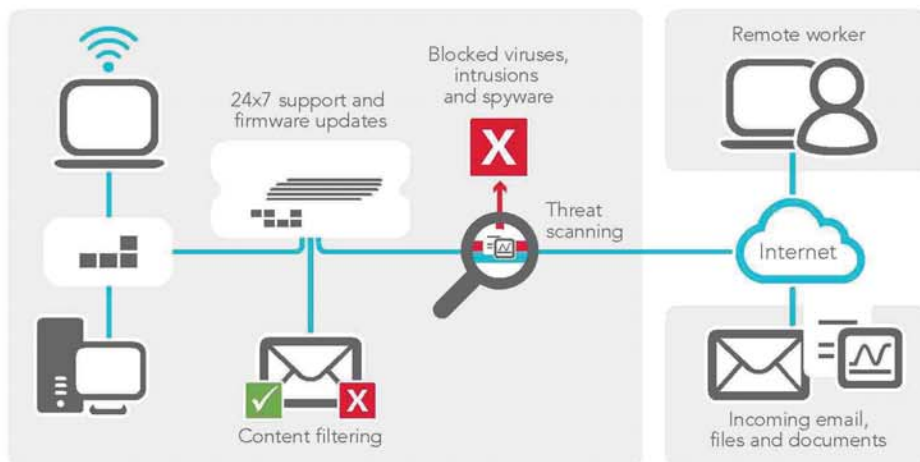 Blocked viruses,
intrusions
and spyware
Remote worker
24x7 support and
firmware updates
X
Threat
scanning
Internet
X
Content filtering
Incoming email,
files and documents